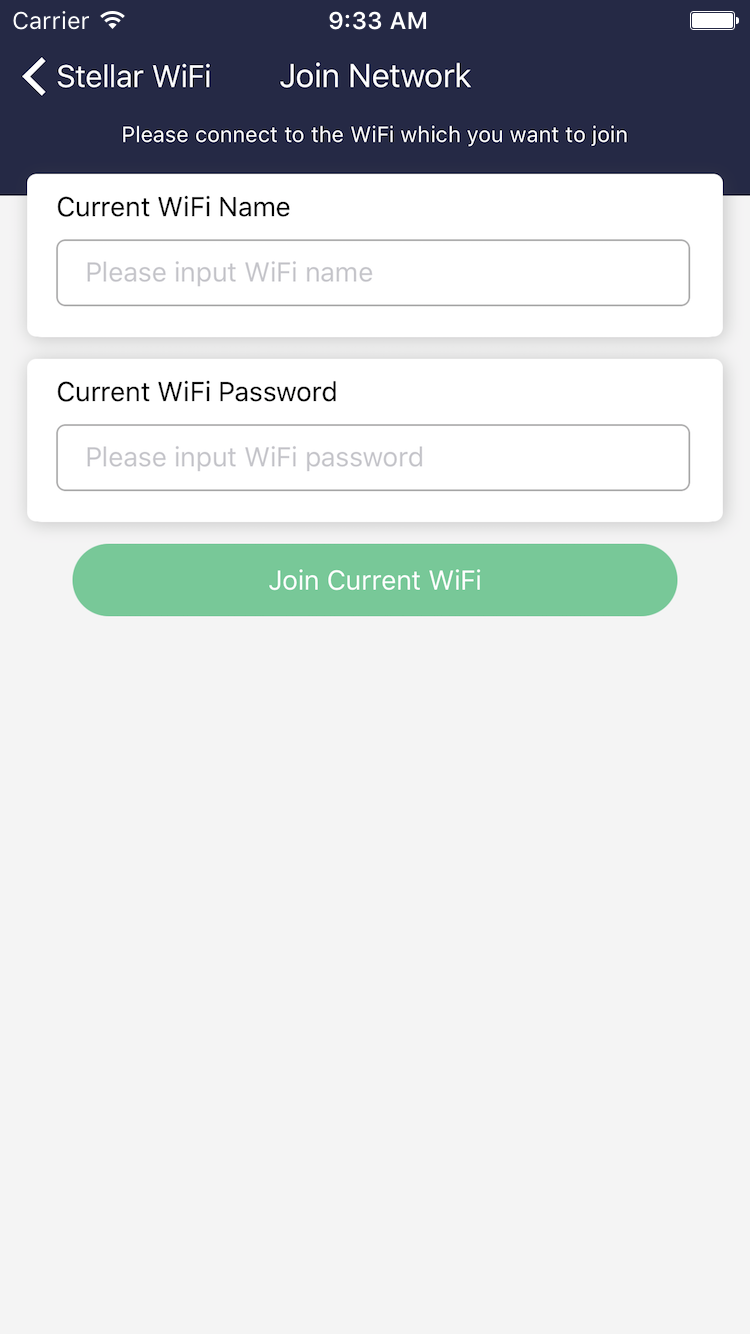 Carrier 9:33 AM
Stellar WiFi Join Network
Please connect to the WiFi which you want to join
Current WiFi Name
Please input WiFi name
Current WiFi Password
Please input WiFi password
Join Current WiFi